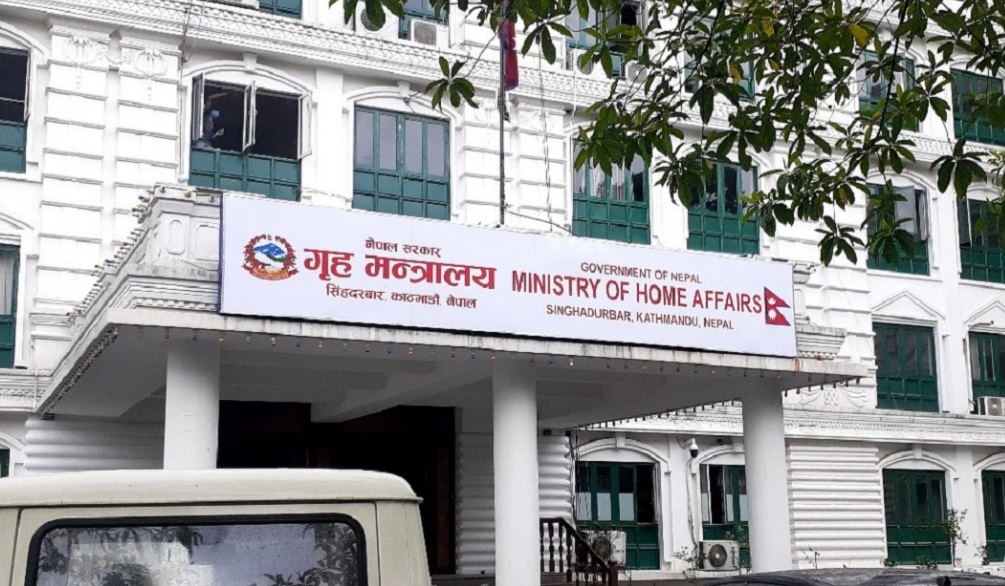 नेपाल सरकार
गृह मन्त्रालय
सिंहदरबार, काठमाडौं, नेपाल
GOVERNMENT OF NEPAL
MINISTRY OF HOME AFFAIRS
SINGHADURBAR, KATHMANDU, NEPAL